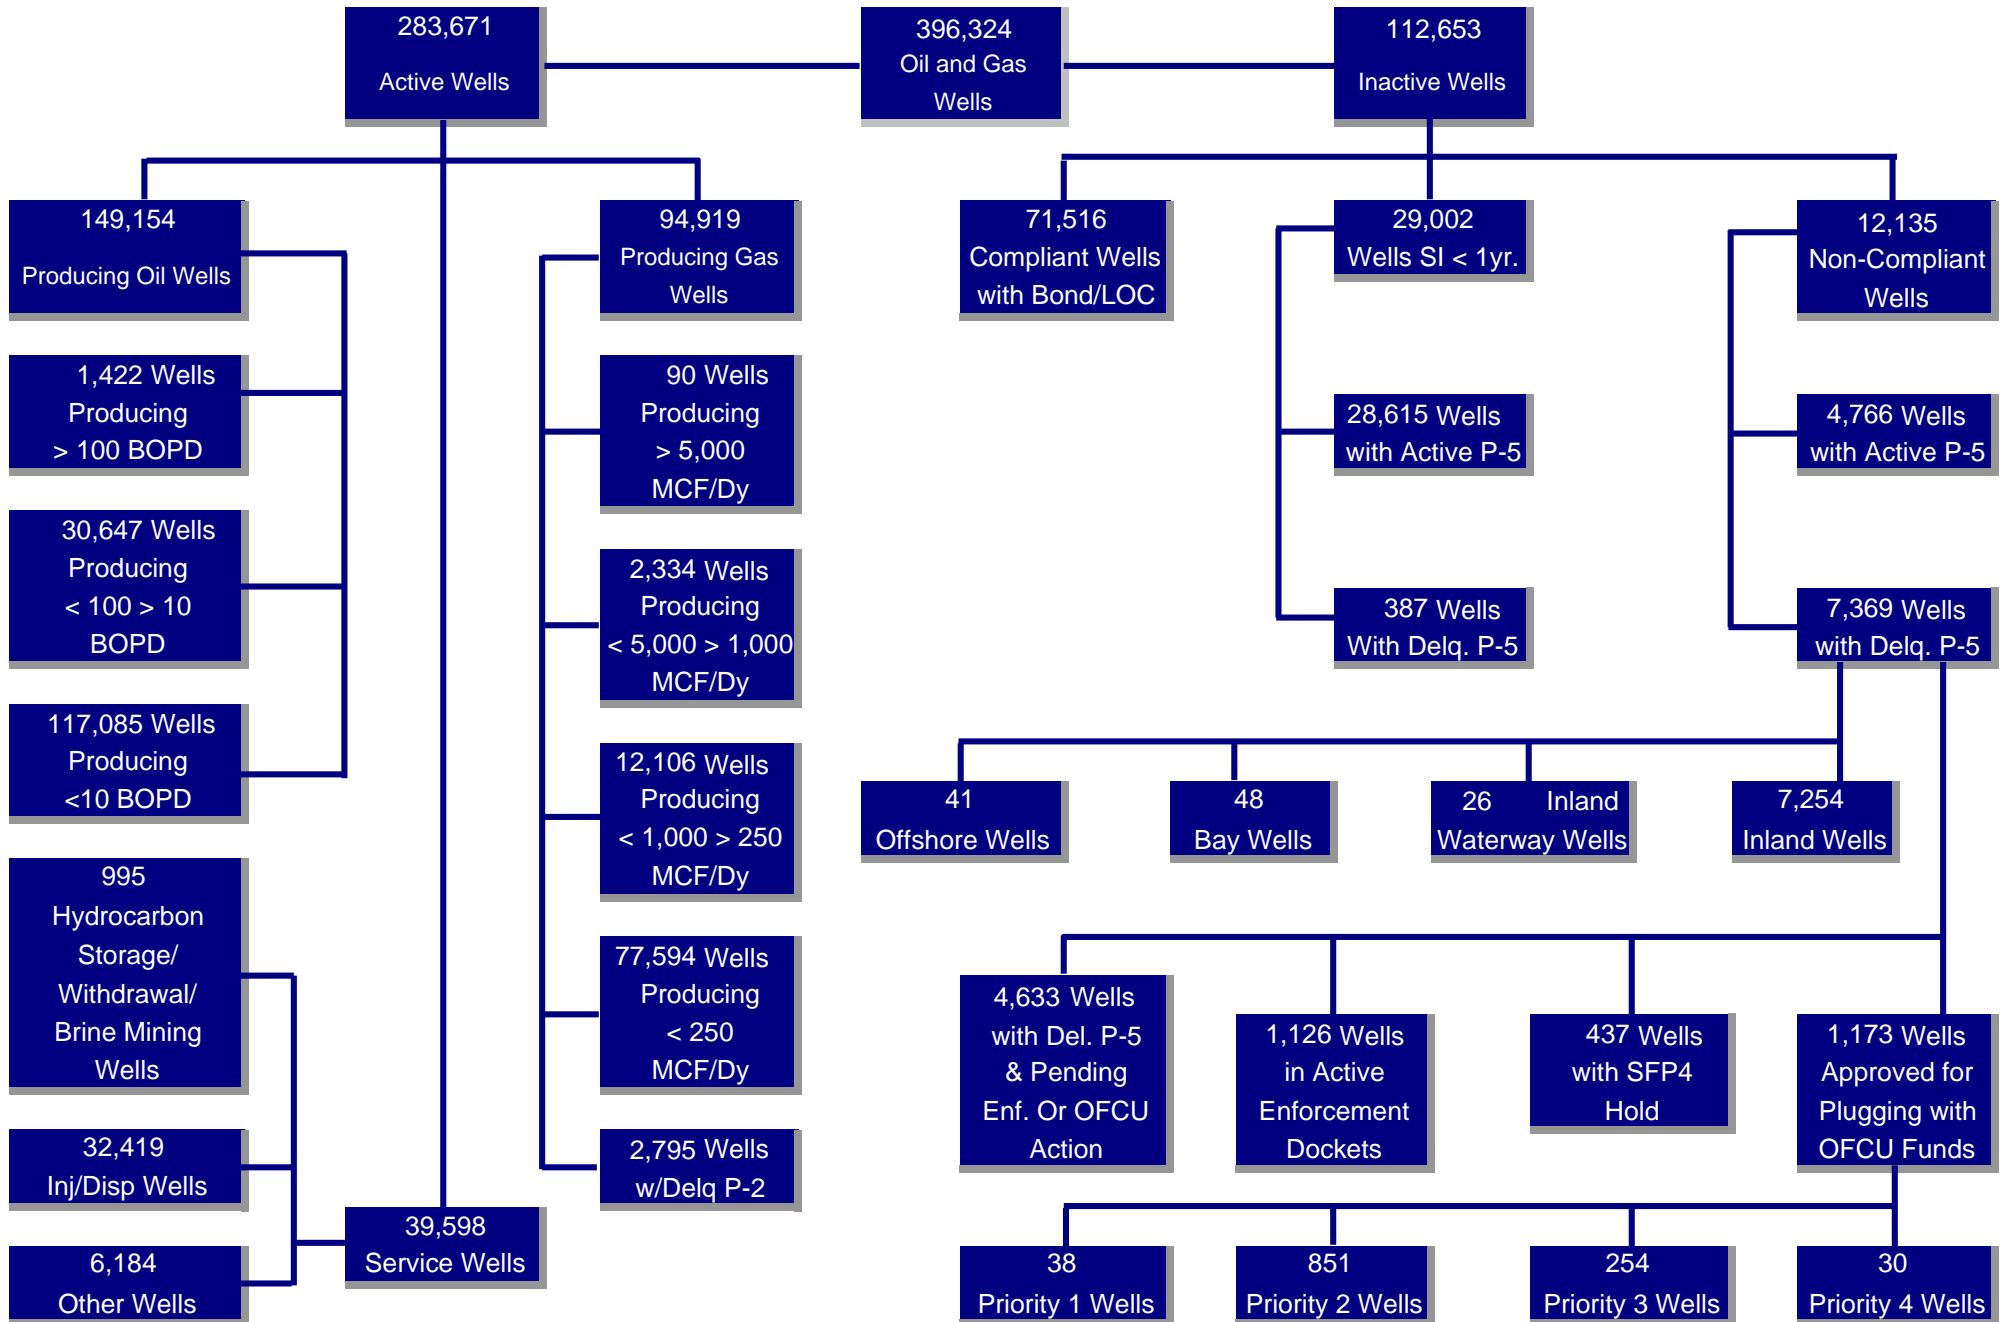 283,671
Active Wells
396,324
Oil and Gas
Wells
112,653
Inactive Wells
149,154
Producing Oil Wells
94,919
Producing Gas
Wells
71,516
Compliant Wells
with Bond/LOC
29,002
Wells SI < 1yr.
12,135
Non-Compliant
Wells
1,422 Wells
Producing
> 100 BOPD
90 Wells
Producing
> 5,000
MCF/Dy
28,615 Wells
with Active P-5
4,766 Wells
with Active P-5
30,647 Wells
Producing
< 100 > 10
BOPD
2,334 Wells
Producing
< 5,000 > 1,000
MCF/Dy
387 Wells
With Delq. P-5
7,369 Wells
with Delq. P-5
117,085 Wells
Producing
<10 BOPD
12,106 Wells
Producing
< 1,000 > 250
MCF/Dy
41
Offshore Wells
48
Bay Wells
26 Inland
Waterway Wells
7,254
Inland Wells
995
Hydrocarbon
Storage/
Withdrawal/
Brine Mining
Wells
77,594 Wells
Producing
< 250
MCF/Dy
4,633 Wells
with Del. P-5
& Pending
Enf. Or OFCU
Action
1,126 Wells
in Active
Enforcement
Dockets
437 Wells
with SFP4
Hold
1,173 Wells
Approved for
Plugging with
OFCU Funds
32,419
Inj/Disp Wells
2,795 Wells
w/Delq P-2
39,598
Service Wells
6,184
Other Wells
38
Priority 1 Wells
851
Priority 2 Wells
254
Priority 3 Wells
30
Priority 4 Wells